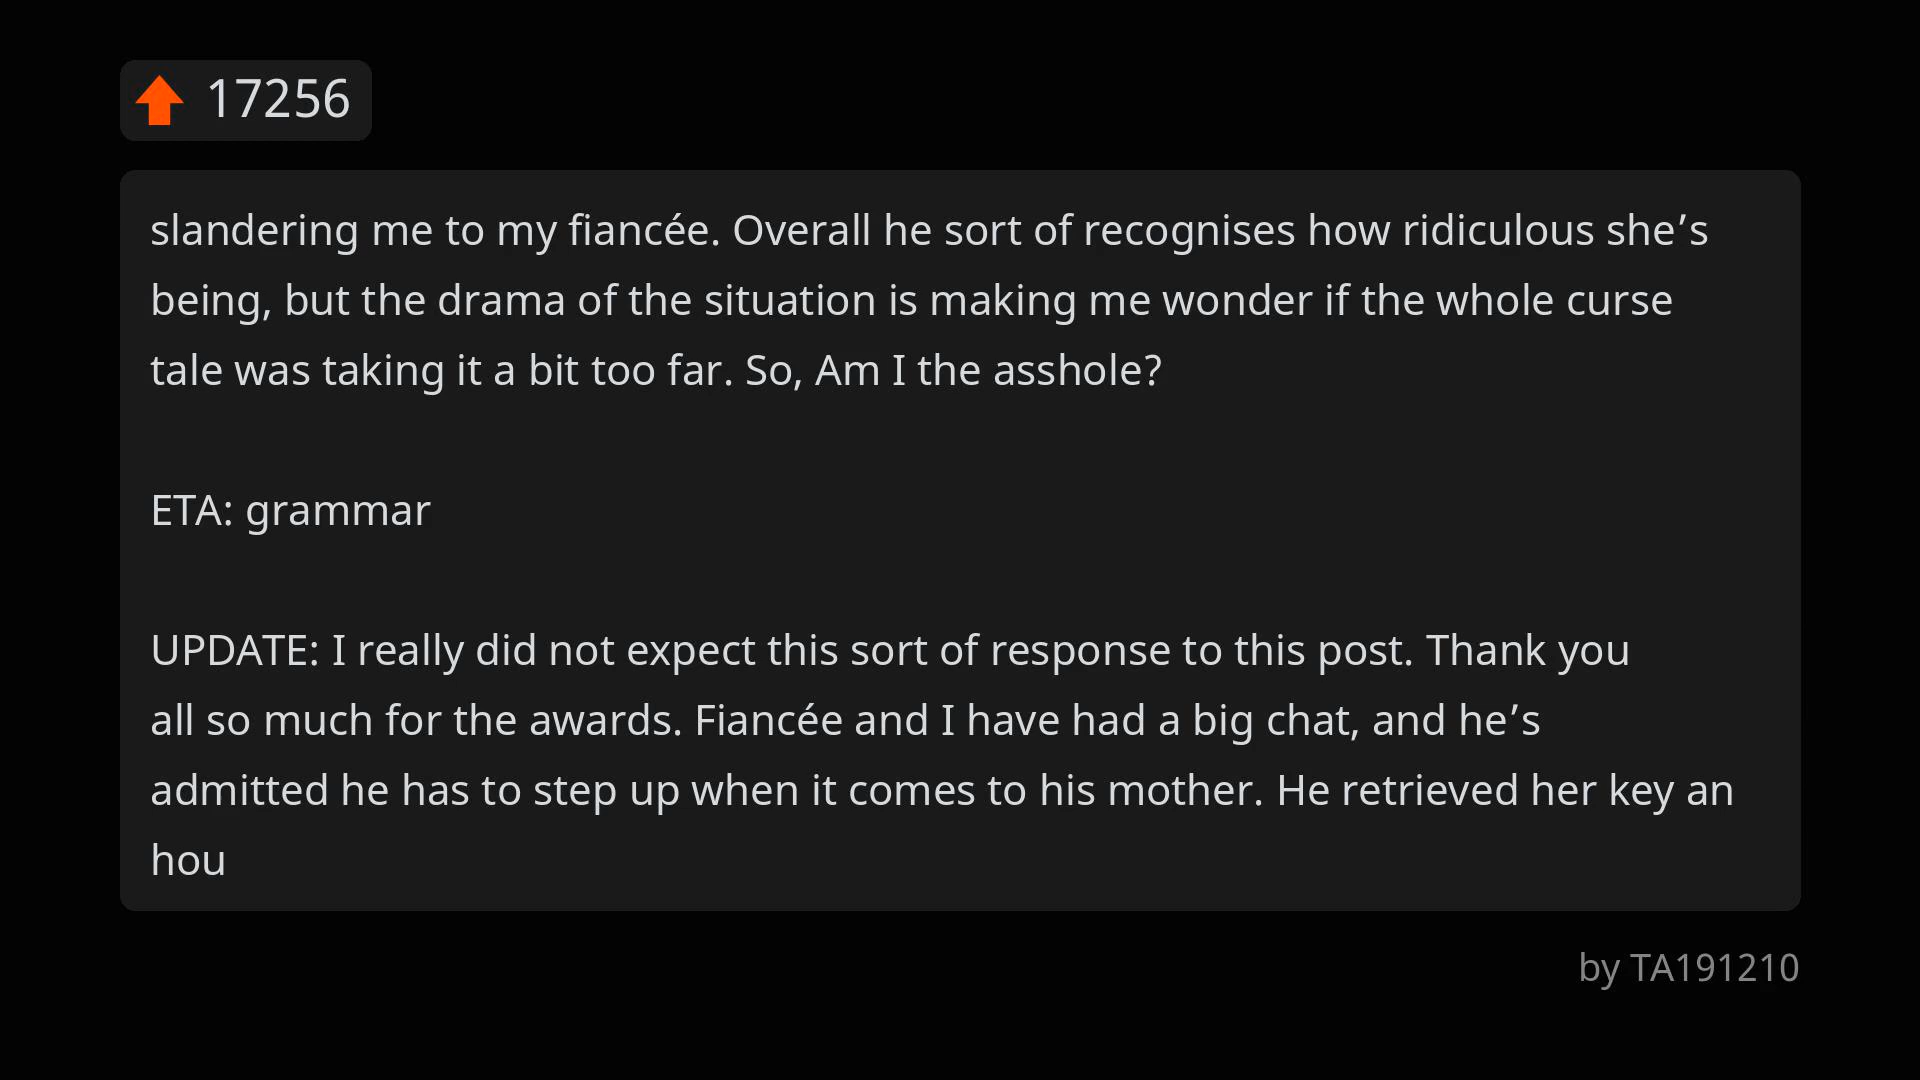 17256
slandering me to my fiancée. Overall he sort of recognises how ridiculous she’s
being, but the drama of the situation is making me wonder if the whole curse
tale was taking it a bit too far. So, Am I the asshole?
ETA: grammar
UPDATE: I really did not expect this sort of response to this post. Thank you
all so much for the awards. Fiancée and I have had a big chat, and he’s
admitted he has to step up when it comes to his mother. He retrieved her key an
hou
by TA191210